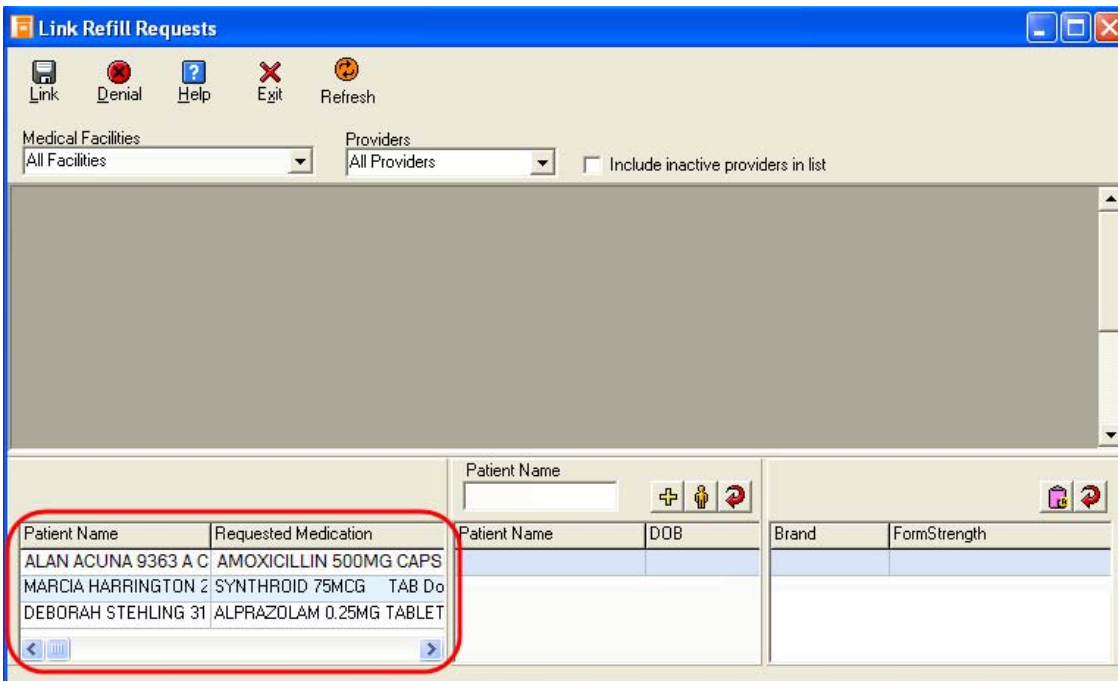 Link Refill Requests
Link Denial Help Exit Refresh
Medical Facilities Providers
All Facilities All Providers Include inactive providers in list
Patient Name
Patient Name Requested Medication Patient Name DOB Brand FormStrength
ALAN ACUNA 9363 A C AMOXICILLIN 500MG CAPS
MARCIA HARRINGTON 2 SYNTHROID 75MCG TAB Do
DEBORAH STEHLING 31 ALPRAZOLAM 0.25MG TABLET